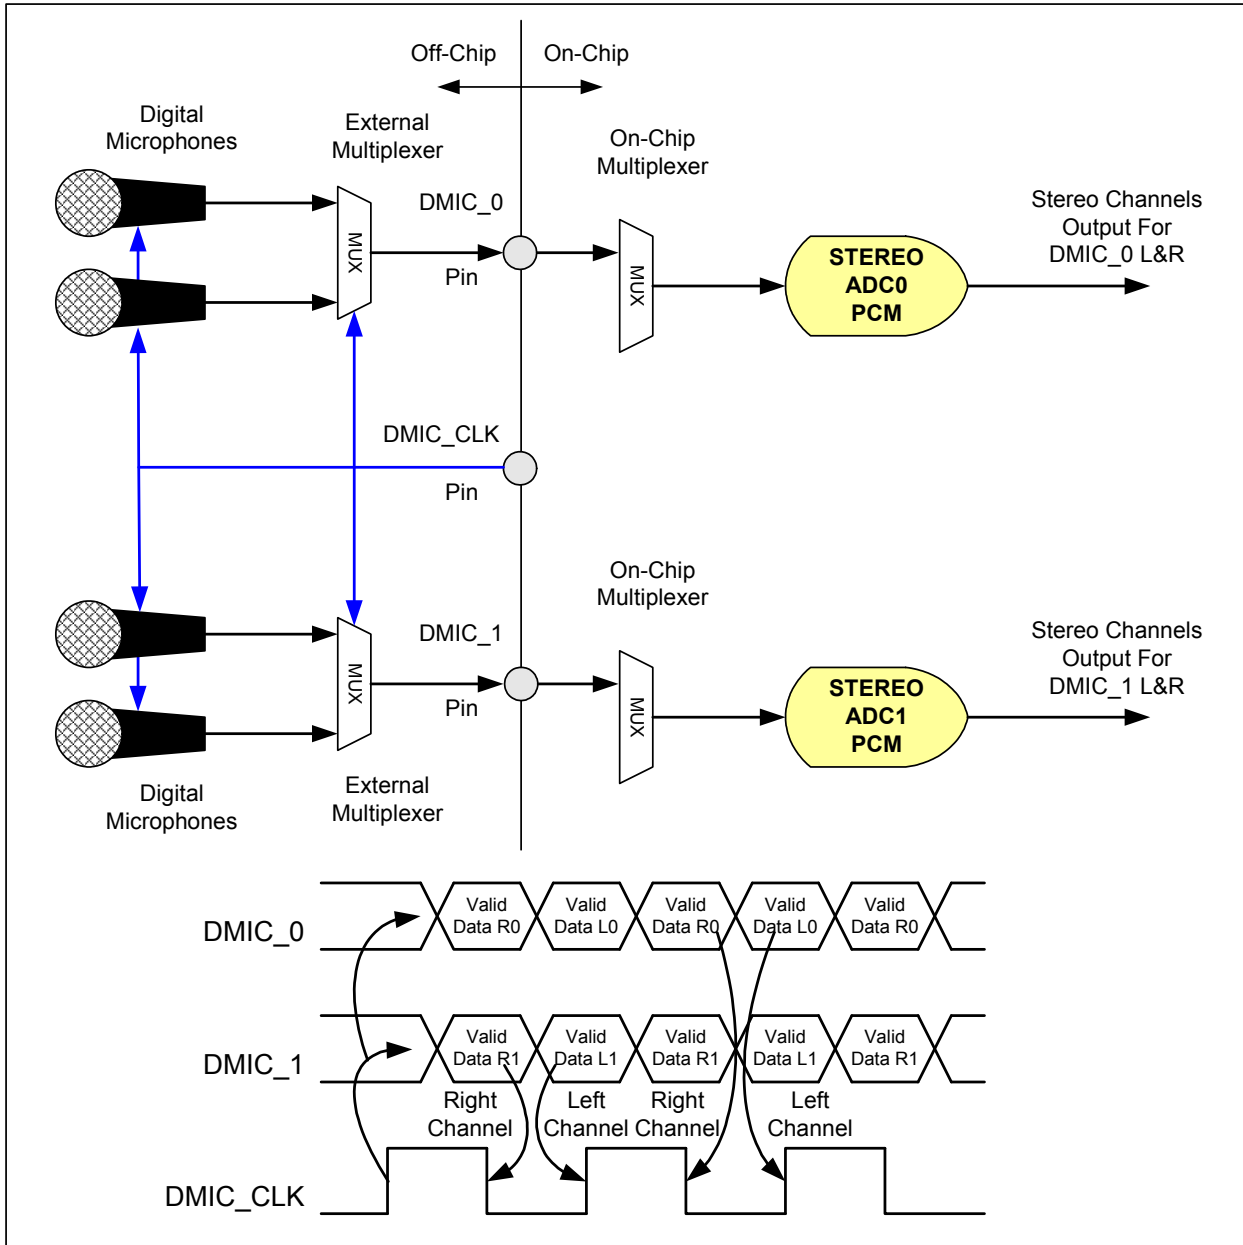 Off-Chip On-Chip
Digital
Microphones
External
Multiplexer
On-Chip
Multiplexer
DMIC_0
Pin
MUX
MUX
STEREO
ADC0
PCM
Stereo Channels
Output For
DMIC_0 L&R
DMIC_CLK
Pin
On-Chip
Multiplexer
DMIC_1
Pin
MUX
MUX
STEREO
ADC1
PCM
Stereo Channels
Output For
DMIC_1 L&R
Digital
Microphones
External
Multiplexer
DMIC_0
Valid
Data R0
Valid
Data L0
Valid
Data R0
Valid
Data L0
Valid
Data R0
DMIC_1
Valid
Data R1
Valid
Data L1
Valid
Data R1
Valid
Data L1
Valid
Data R1
Right
Channel
Left
Channel
Right
Channel
Left
Channel
DMIC_CLK